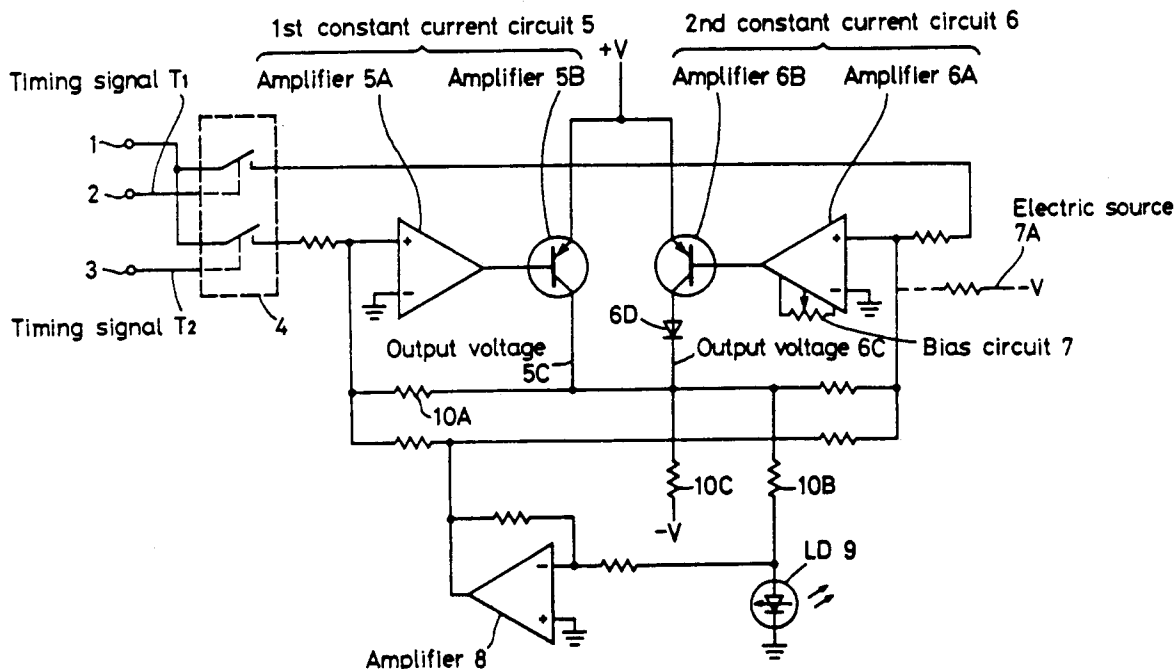 1st constant current circuit 5
2nd constant current circuit 6
+V
Timing signal T1
Amplifier 5A
Amplifier 5B
Amplifier 6B
Amplifier 6A
1
2
3
4
+
-
+
-
Electric source
7A
-V
Timing signal T2
6D
Output voltage
5C
Output voltage 6C
Bias circuit 7
10A
10C
10B
-V
LD 9
-
+
Amplifier 8